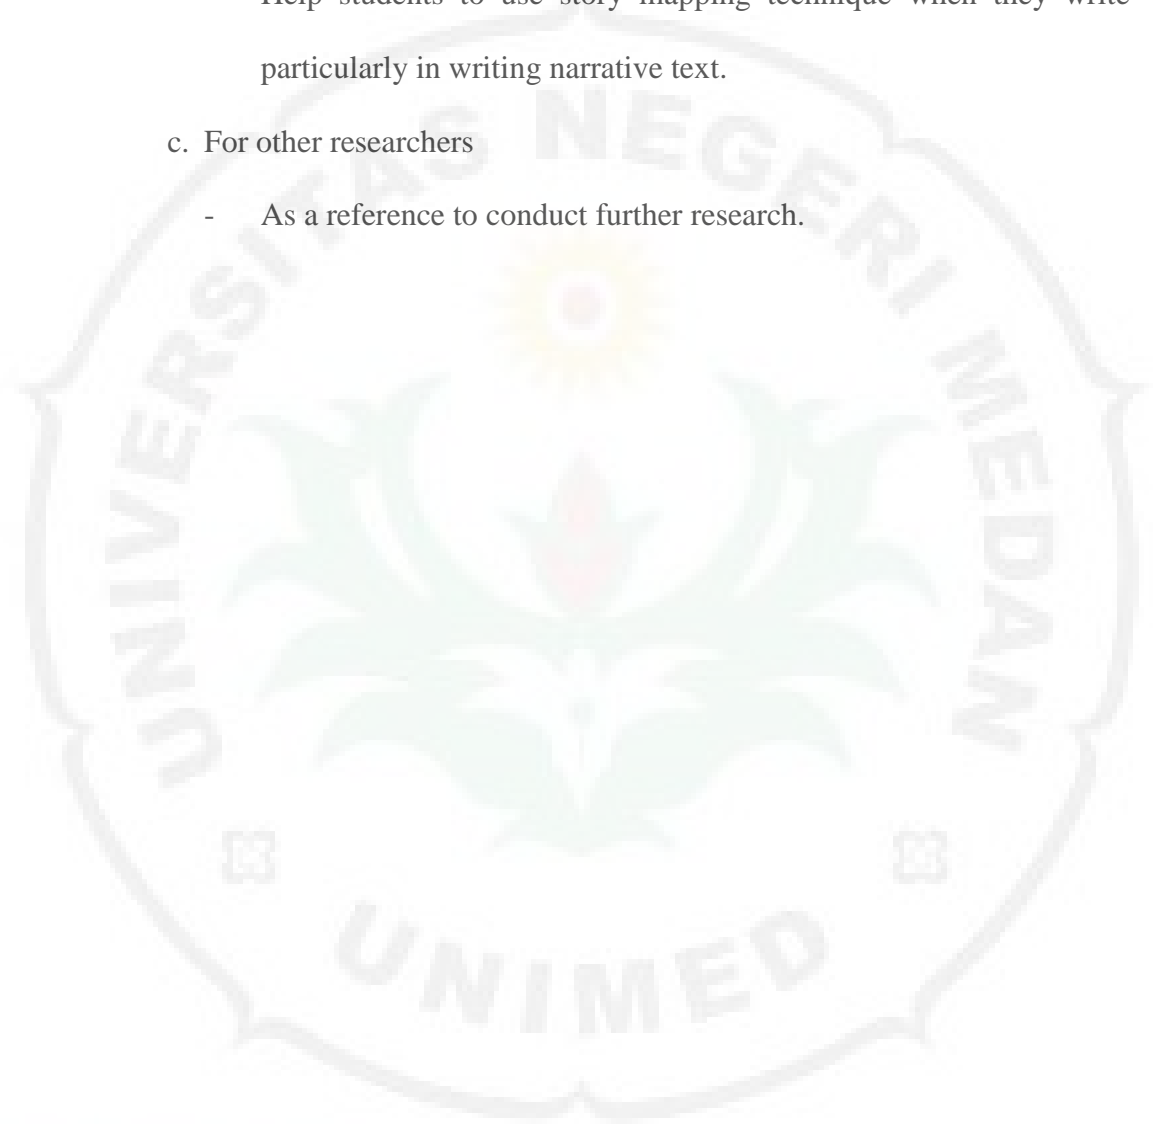 Help students to use story mapping technique when they write
particularly in writing narrative text.
c. For other researchers
- As a reference to conduct further research.
UNIVERSITAS NEGERI MEDAN
UNIMED